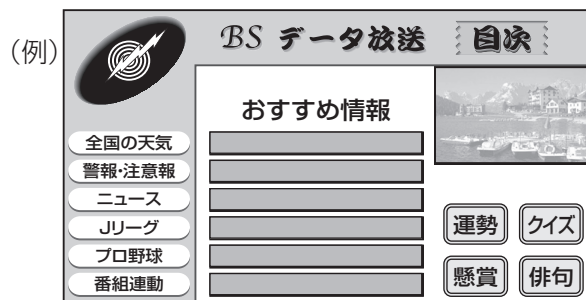 (例)
BS データ放送 目次
おすすめ情報
全国の天気
警報・注意報
ニュース
Jリーグ
プロ野球
番組連動
運勢 クイズ
懸賞 俳句